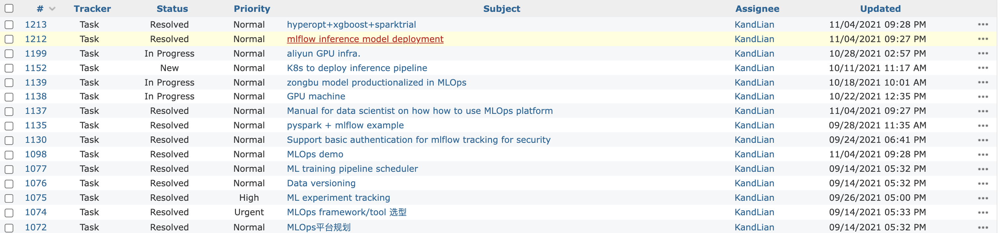 # Tracker Status Priority Subject Assignee Updated
1213 Task Resolved Normal hyperopt+xgboost+sparktrial KandLian 11/04/2021 09:28 PM
1212 Task Resolved Normal mlflow inference model deployment KandLian 11/04/2021 09:27 PM
1199 Task In Progress Normal aliyun GPU infra. KandLian 10/28/2021 02:57 PM
1152 Task New Normal K8s to deploy inference pipeline KandLian 10/11/2021 11:17 AM
1139 Task In Progress Normal zongbu model productionalized in MLOps KandLian 10/18/2021 10:01 AM
1138 Task In Progress Normal GPU machine KandLian 10/22/2021 12:35 PM
1137 Task Resolved Normal Manual for data scientist on how how to use MLOps platform KandLian 11/04/2021 09:27 PM
1135 Task Resolved Normal pyspark + mlflow example KandLian 09/28/2021 11:35 AM
1130 Task Resolved Normal Support basic authentication for mlflow tracking for security KandLian 09/24/2021 06:41 PM
1098 Task Resolved Normal MLOps demo KandLian 11/04/2021 09:28 PM
1077 Task Resolved Normal ML training pipeline scheduler KandLian 09/14/2021 05:32 PM
1076 Task Resolved Normal Data versioning KandLian 09/14/2021 05:32 PM
1075 Task Resolved High ML experiment tracking KandLian 09/26/2021 05:00 PM
1074 Task Resolved Urgent MLOps framework/tool 选型 KandLian 09/14/2021 05:33 PM
1072 Task Resolved Normal MLOps平台规划 KandLian 09/14/2021 05:32 PM